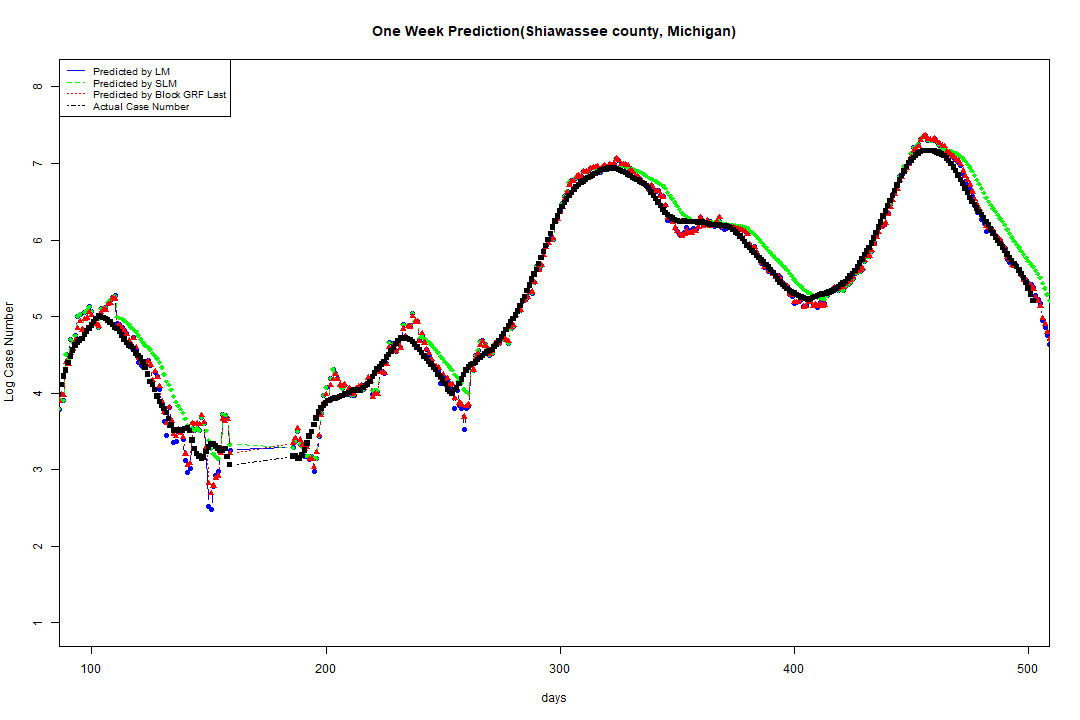 One Week Prediction(Shiawassee county, Michigan)
Predicted by LM
Predicted by SLM
Predicted by Block GRF Last
Actual Case Number
Log Case Number
8
7
6
5
4
3
2
1
100 200 300 400 500
days